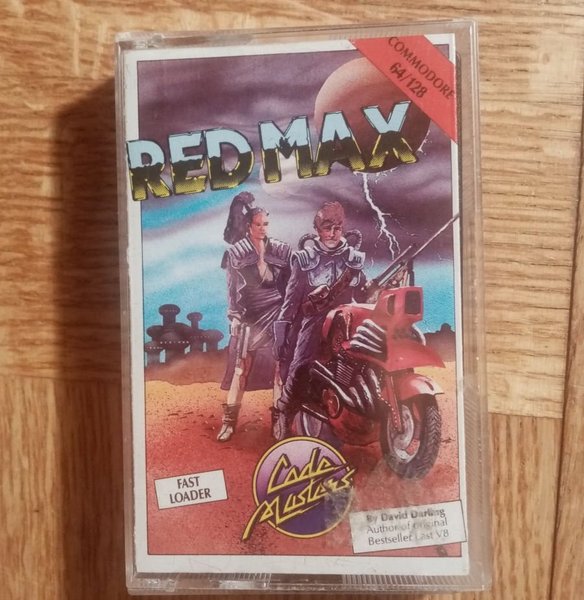 COMMODORE
64/128
RED MAX
FAST
LOADER
Code
Masters
By David Darling
Author of original
Bestseller Last V8